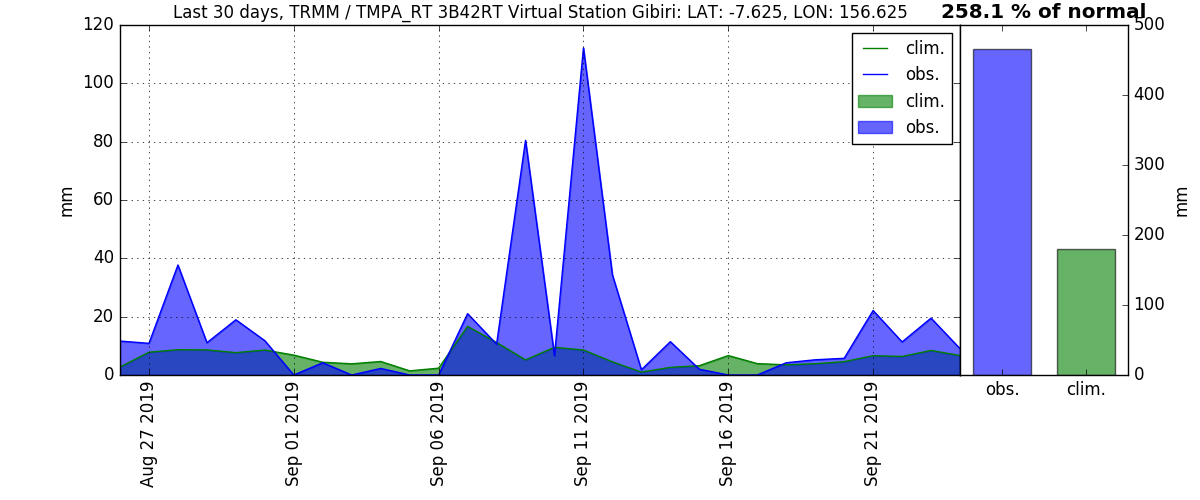 Last 30 days, TRMM / TMPA_RT 3B42RT Virtual Station Gibiri: LAT: -7.625, LON: 156.625
258.1 % of normal
120
100
80
60
40
20
0
mm
clim.
obs.
clim.
obs.
Aug 27 2019
Sep 01 2019
Sep 06 2019
Sep 11 2019
Sep 16 2019
Sep 21 2019
500
400
300
200
100
0
mm
obs.
clim.